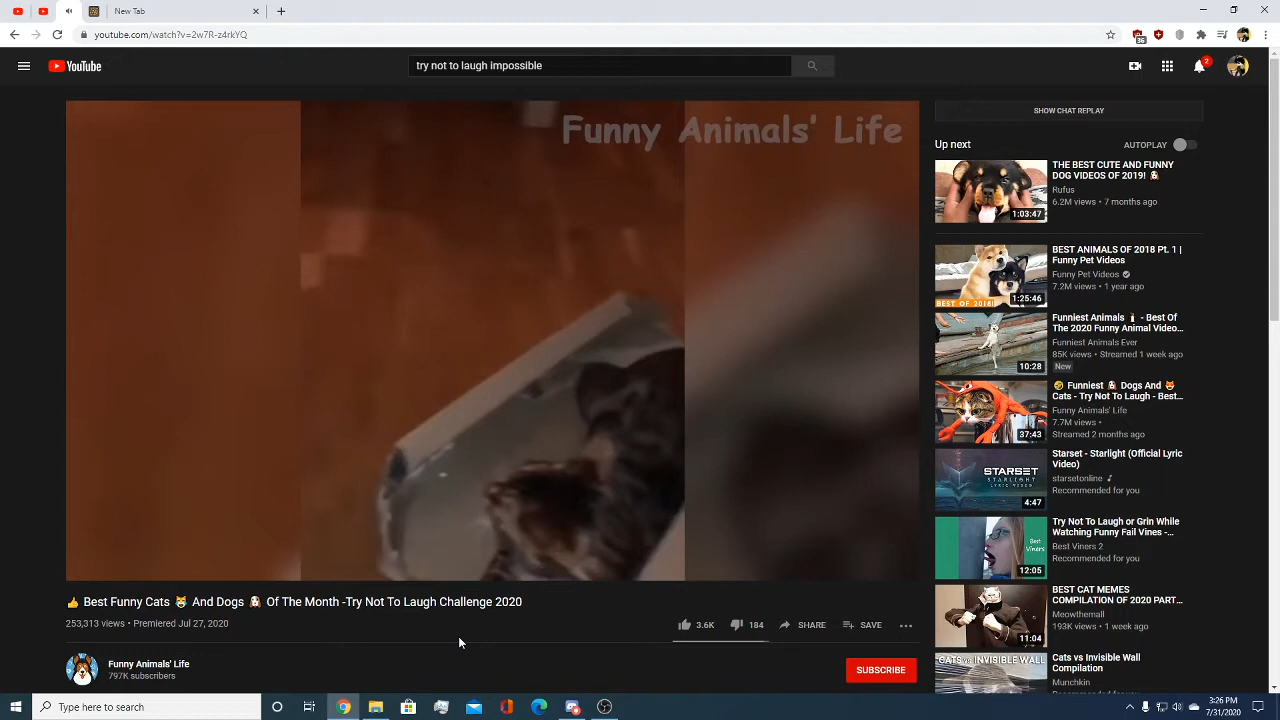 New Tab
youtube.com/watch?v=2w7R-z4rkYQ
36
YouTube
try not to laugh impossible
2
Funny Animals' Life
SHOW CHAT REPLAY
Up next
AUTOPLAY
THE BEST CUTE AND FUNNY
DOG VIDEOS OF 2019! 🐶
Rufus
6.2M views • 7 months ago
1:03:47
BEST ANIMALS OF 2018 Pt. 1 |
Funny Pet Videos
Funny Pet Videos
7.2M views • 1 year ago
BEST OF 2018!
1:25:46
Funniest Animals 🐧 - Best Of
The 2020 Funny Animal Video...
Funniest Animals Ever
85K views • Streamed 1 week ago
New
10:28
🤣 Funniest 🐶 Dogs And 😻
Cats - Try Not To Laugh - Best...
Funny Animals' Life
7.7M views •
Streamed 2 months ago
37:43
Starset - Starlight (Official Lyric
Video)
starsetonline
Recommended for you
STARSET
STARLIGHT
LYRIC VIDEO
4:47
Try Not To Laugh or Grin While
Watching Funny Fail Vines -...
Best Viners 2
Recommended for you
Best
Viners
12:05
BEST CAT MEMES
COMPILATION OF 2020 PART...
Meowthemall
193K views • 1 week ago
11:04
Cats vs Invisible Wall
Compilation
Munchkin
Recommended for you
CATS vs INVISIBLE WALL
👍 Best Funny Cats 😹 And Dogs 🐶 Of The Month -Try Not To Laugh Challenge 2020
253,313 views • Premiered Jul 27, 2020
3.6K
184
SHARE
SAVE
Funny Animals' Life
797K subscribers
SUBSCRIBE
Type here to search
3:26 PM
7/31/2020